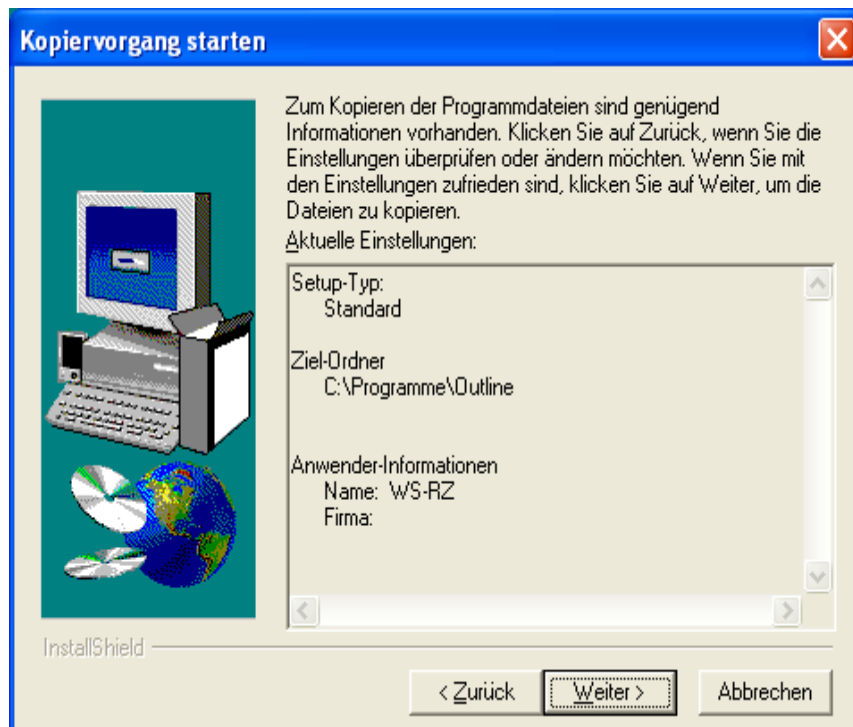 Kopiervorgang starten
Zum Kopieren der Programmdateien sind genügend
Informationen vorhanden. Klicken Sie auf Zurück, wenn Sie die
Einstellungen überprüfen oder ändern möchten. Wenn Sie mit
den Einstellungen zufrieden sind, klicken Sie auf Weiter, um die
Dateien zu kopieren.
Aktuelle Einstellungen:
Setup-Typ:
Standard
Ziel-Ordner
C:\Programme\Outline
Anwender-Informationen
Name: WS-RZ
Firma:
InstallShield
< Zurück
Weiter >
Abbrechen